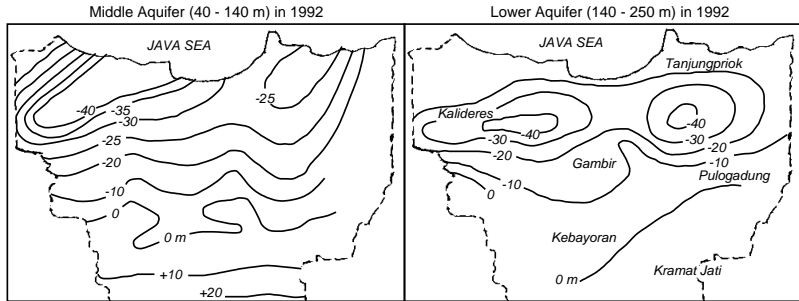 Middle Aquifer (40 - 140 m) in 1992
JAVA SEA
-25
-40
-35
-30
-25
-20
-10
0
0 m
+10
+20
Lower Aquifer (140 - 250 m) in 1992
JAVA SEA
Tanjungpriok
Kalideres
-40
-40
-30
-30
-20
-20
-10
Gambir
Pulogadung
-10
0
Kebayoran
0 m
Kramat Jati